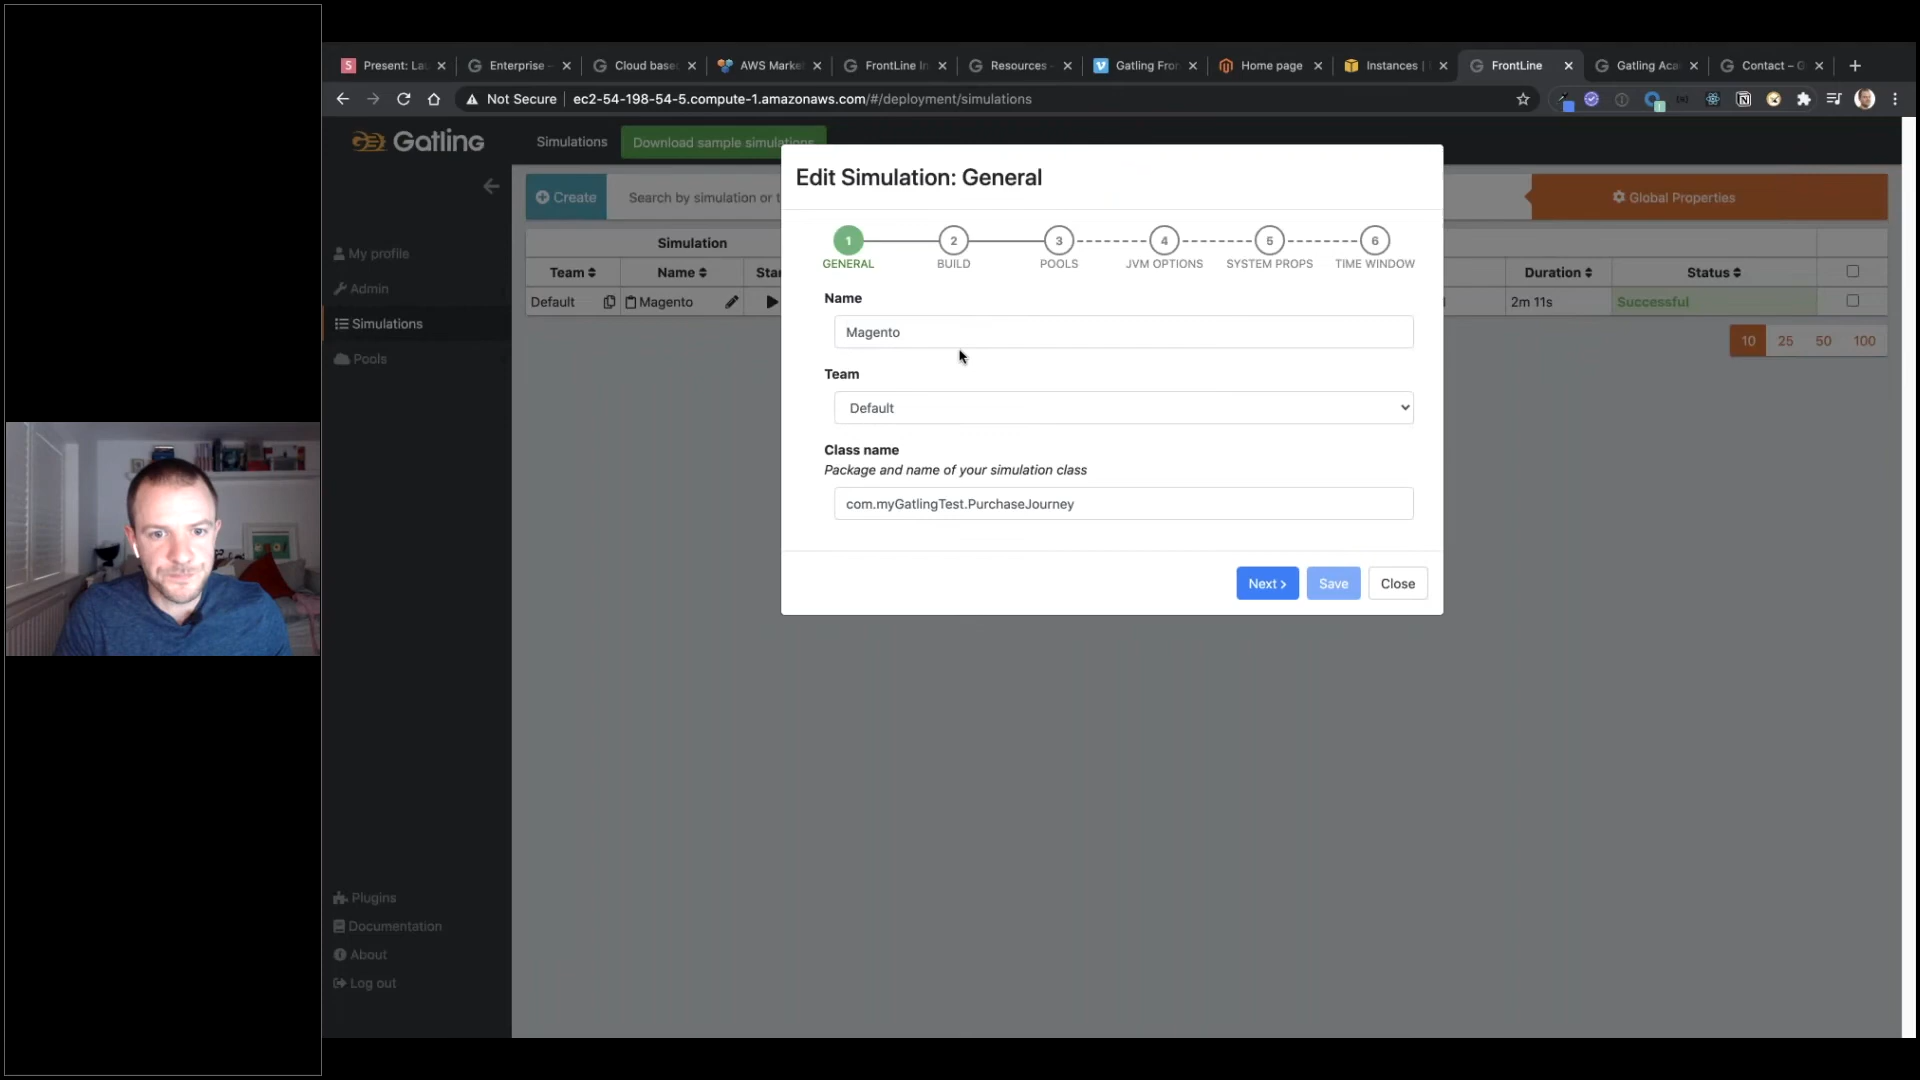 Present: La
Enterprise –
Cloud base
AWS Marke
FrontLine In
Resources –
Gatling Fron
Home page
Instances |
FrontLine
Gatling Aca
Contact – G
Not Secure | ec2-54-198-54-5.compute-1.amazonaws.com/#/deployment/simulations
Gatling
Simulations
Download sample simulations
My profile
Admin
Simulations
Pools
Plugins
Documentation
About
Log out
Create
Search by simulation or t
Global Properties
Simulation
Team
Name
Star
Duration
Status
Default
Magento
2m 11s
Successful
10 25 50 100
Edit Simulation: General
1 2 3 4 5 6
GENERAL BUILD POOLS JVM OPTIONS SYSTEM PROPS TIME WINDOW
Name
Magento
Team
Default
Class name
Package and name of your simulation class
com.myGatlingTest.PurchaseJourney
Next >
Save
Close